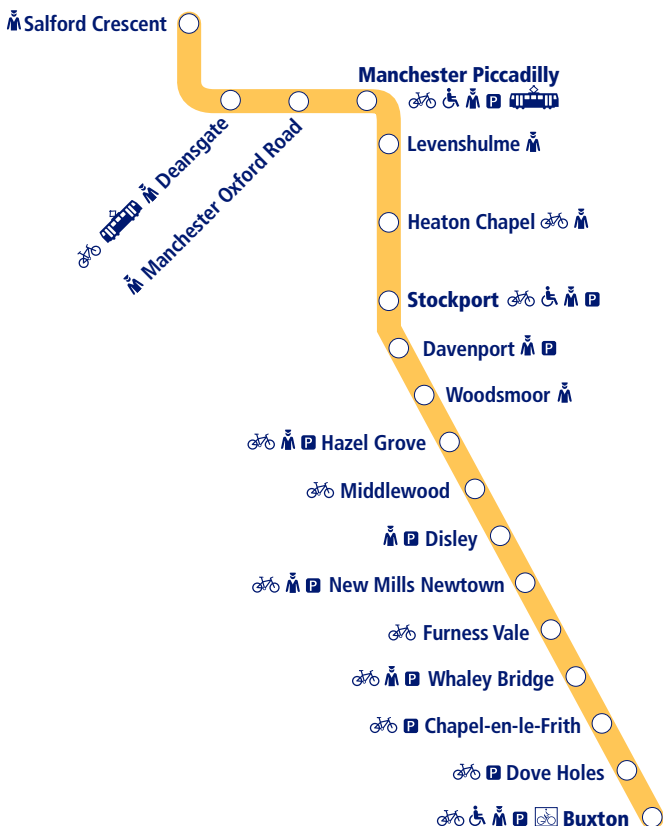 Salford Crescent
Manchester Piccadilly
P
Deansgate
Manchester Oxford Road
Levenshulme
Heaton Chapel
Stockport P
Davenport P
Woodsmoor
P Hazel Grove
Middlewood
P Disley
P New Mills Newtown
Furness Vale
P Whaley Bridge
P Chapel-en-le-Frith
P Dove Holes
P Buxton